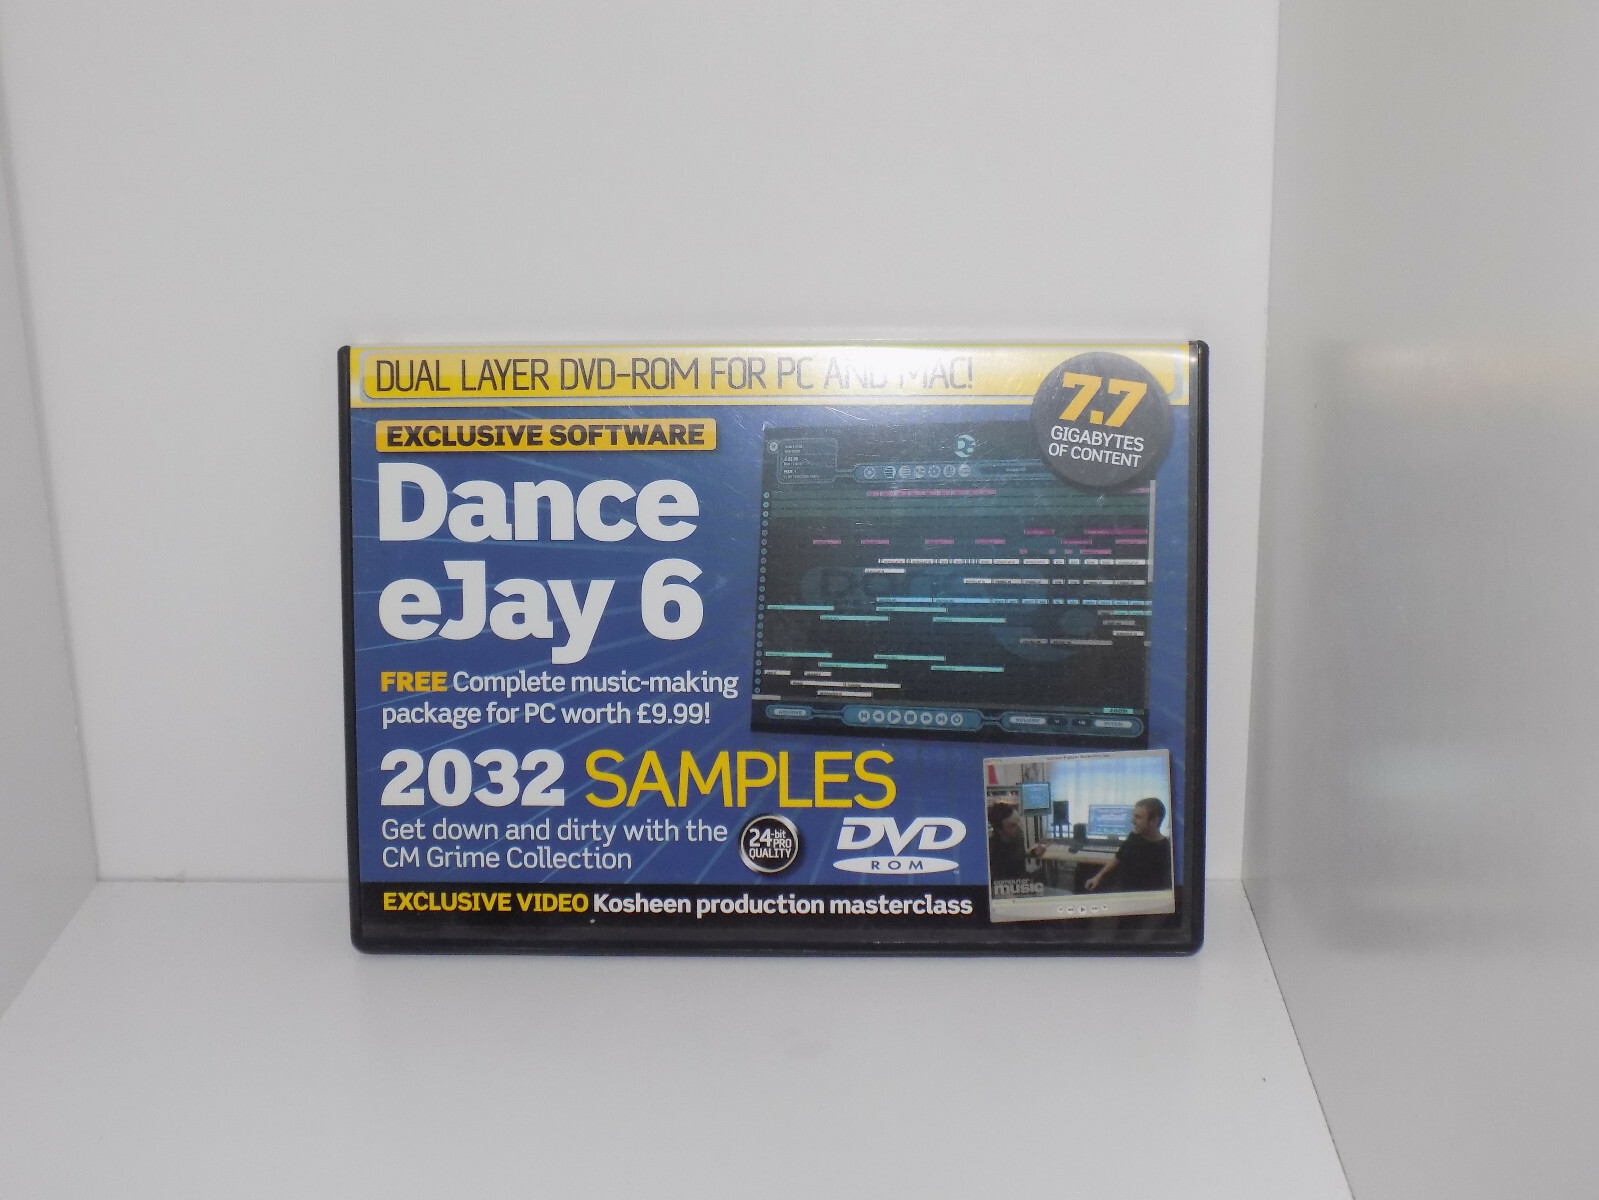 DUAL LAYER DVD-ROM FOR PC AND MAC!
7.7
GIGABYTES
OF CONTENT
EXCLUSIVE SOFTWARE
Dance
eJay 6
FREE Complete music-making
package for PC worth £9.99!
2032 SAMPLES
Get down and dirty with the
CM Grime Collection
24-bit
PRO
QUALITY
DVD
ROM
computer
music
EXCLUSIVE VIDEO Kosheen production masterclass